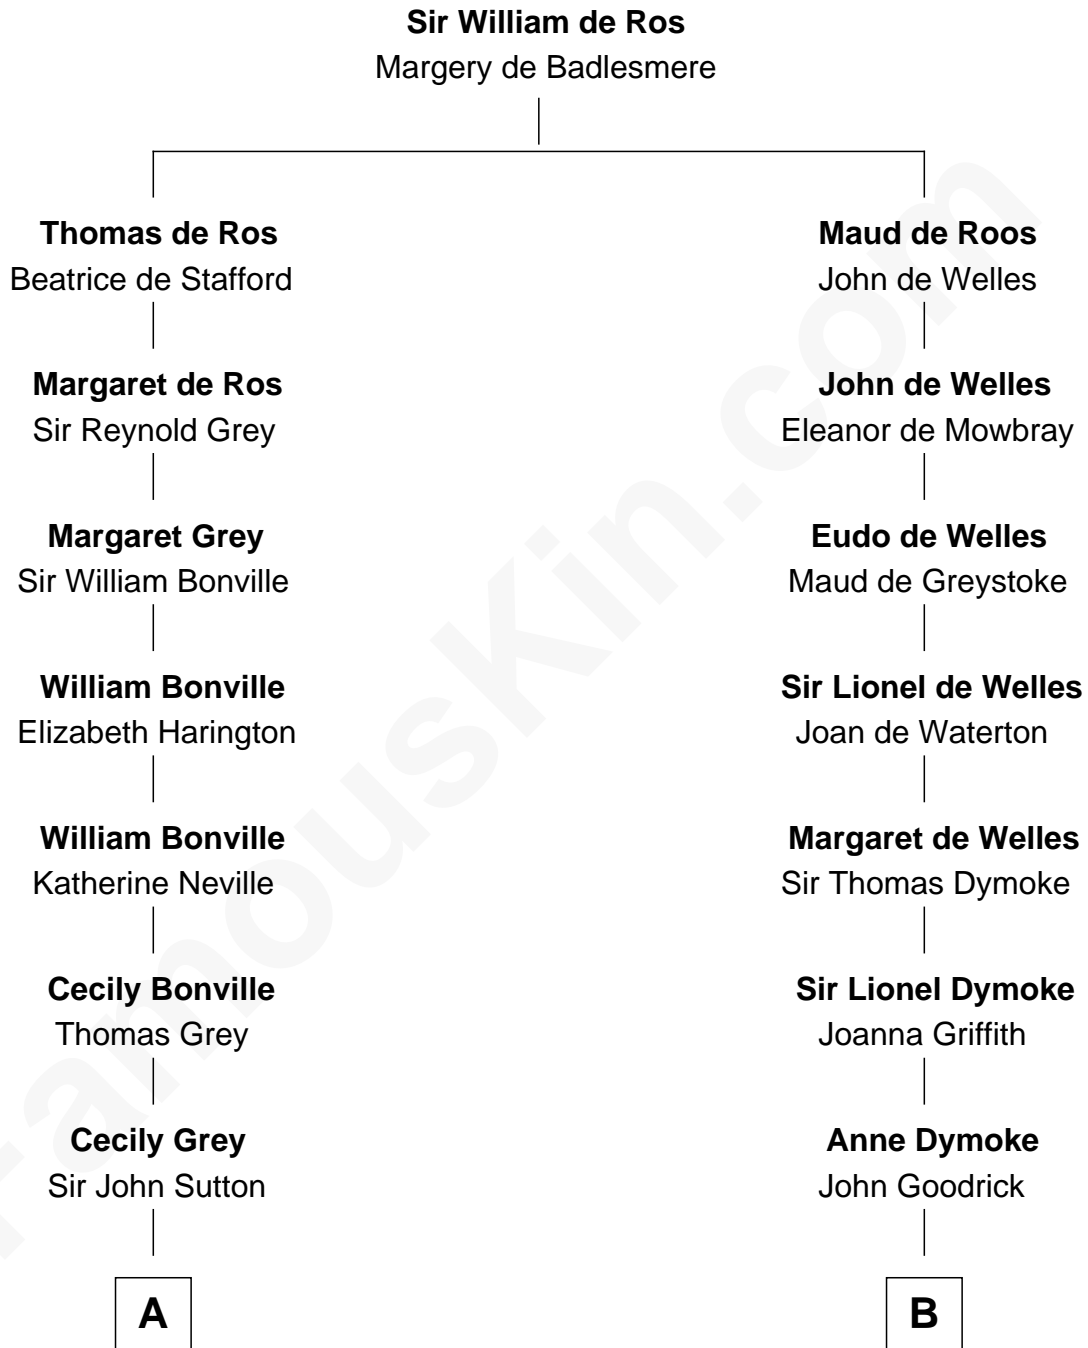 Sir William de Ros
Margery de Badlesmere
Thomas de Ros
Beatrice de Stafford
Maud de Roos
John de Welles
Margaret de Ros
Sir Reynold Grey
John de Welles
Eleanor de Mowbray
Margaret Grey
Sir William Bonville
Eudo de Welles
Maud de Greystoke
William Bonville
Elizabeth Harington
Sir Lionel de Welles
Joan de Waterton
William Bonville
Katherine Neville
Margaret de Welles
Sir Thomas Dymoke
Cecily Bonville
Thomas Grey
Sir Lionel Dymoke
Joanna Griffith
Cecily Grey
Sir John Sutton
Anne Dymoke
John Goodrick
A
B
FamousKin.com